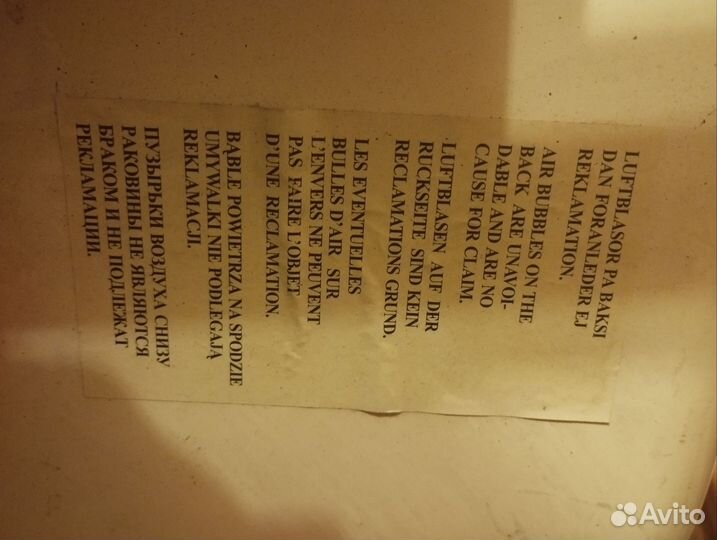 LUFTBLASOR PA BAKSI
DAN FORANLEDER EJ
REKLAMATION.
AIR BUBBLES ON THE
BACK ARE UNAVOI-
DABLE AND ARE NO
CAUSE FOR CLAIM.
LUFTBLASEN AUF DER
RUCKSEITE SIND KEIN
RECLAMATIONS GRUND.
LES EVENTUELLES
BULLES D'AIR SUR
L'ENVERS NE PEUVENT
PAS FAIRE L'OBJET
D'UNE RECLAMATION.
BĄBLE POWIETRZA NA SPODZIE
UMYWALKI NIE PODLEGAJĄ
REKLAMACJI.
ПУЗЫРЬКИ ВОЗДУХА СНИЗУ
РАКОВИНЫ НЕ ЯВЛЯЮТСЯ
БРАКОМ И НЕ ПОДЛЕЖАТ
РЕКЛАМАЦИИ.
Avito